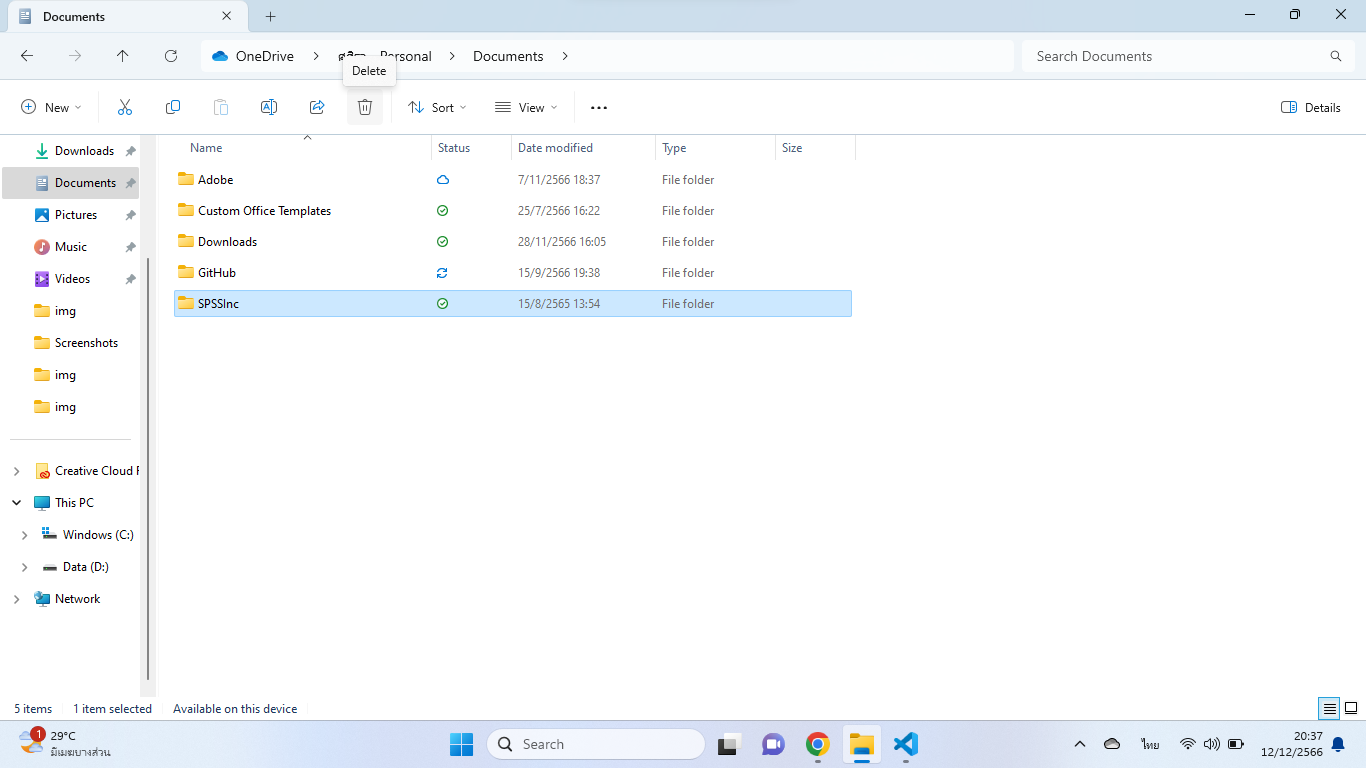 Documents
OneDrive
Personal
Documents
Search Documents
Delete
New
Sort
View
Details
Name
Status
Date modified
Type
Size
Downloads
Documents
Pictures
Music
Videos
img
Screenshots
img
img
Creative Cloud F
This PC
Windows (C:)
Data (D:)
Network
Adobe 7/11/2566 18:37 File folder
Custom Office Templates 25/7/2566 16:22 File folder
Downloads 28/11/2566 16:05 File folder
GitHub 15/9/2566 19:38 File folder
SPSSInc 15/8/2565 13:54 File folder
5 items 1 item selected Available on this device
1
29°C
มีเมฆบางส่วน
Search
ไทย
20:37
12/12/2566